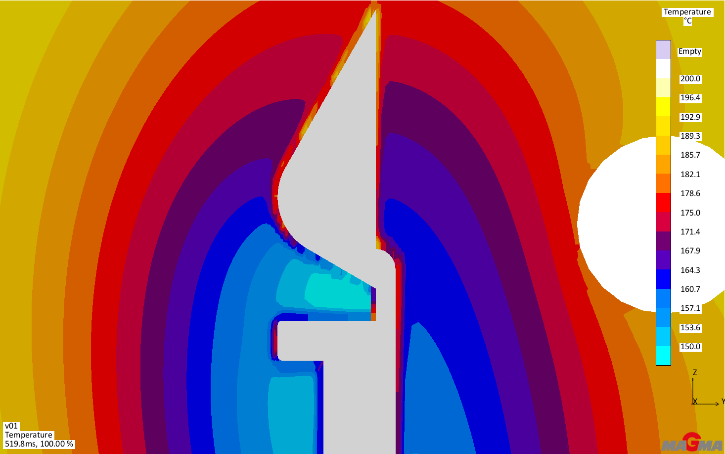 Temperature
°C
Empty
200.0
196.4
192.9
189.3
185.7
182.1
178.6
175.0
171.4
167.9
164.3
160.7
157.1
153.6
150.0
Z
X Y
v01
Temperature
519.8ms, 100.00 %
MAGMA